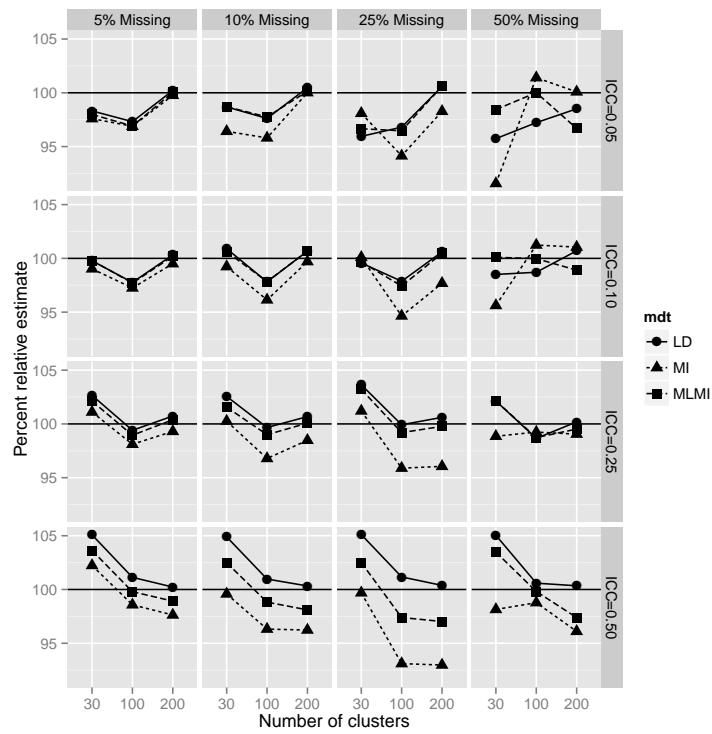 5% Missing 10% Missing 25% Missing 50% Missing
105
100
95
ICC=0.05
105
100
95
ICC=0.10
105
100
95
ICC=0.25
105
100
95
ICC=0.50
Percent relative estimate
30 100 200 30 100 200 30 100 200 30 100 200
Number of clusters
mdt
LD
MI
MLMI